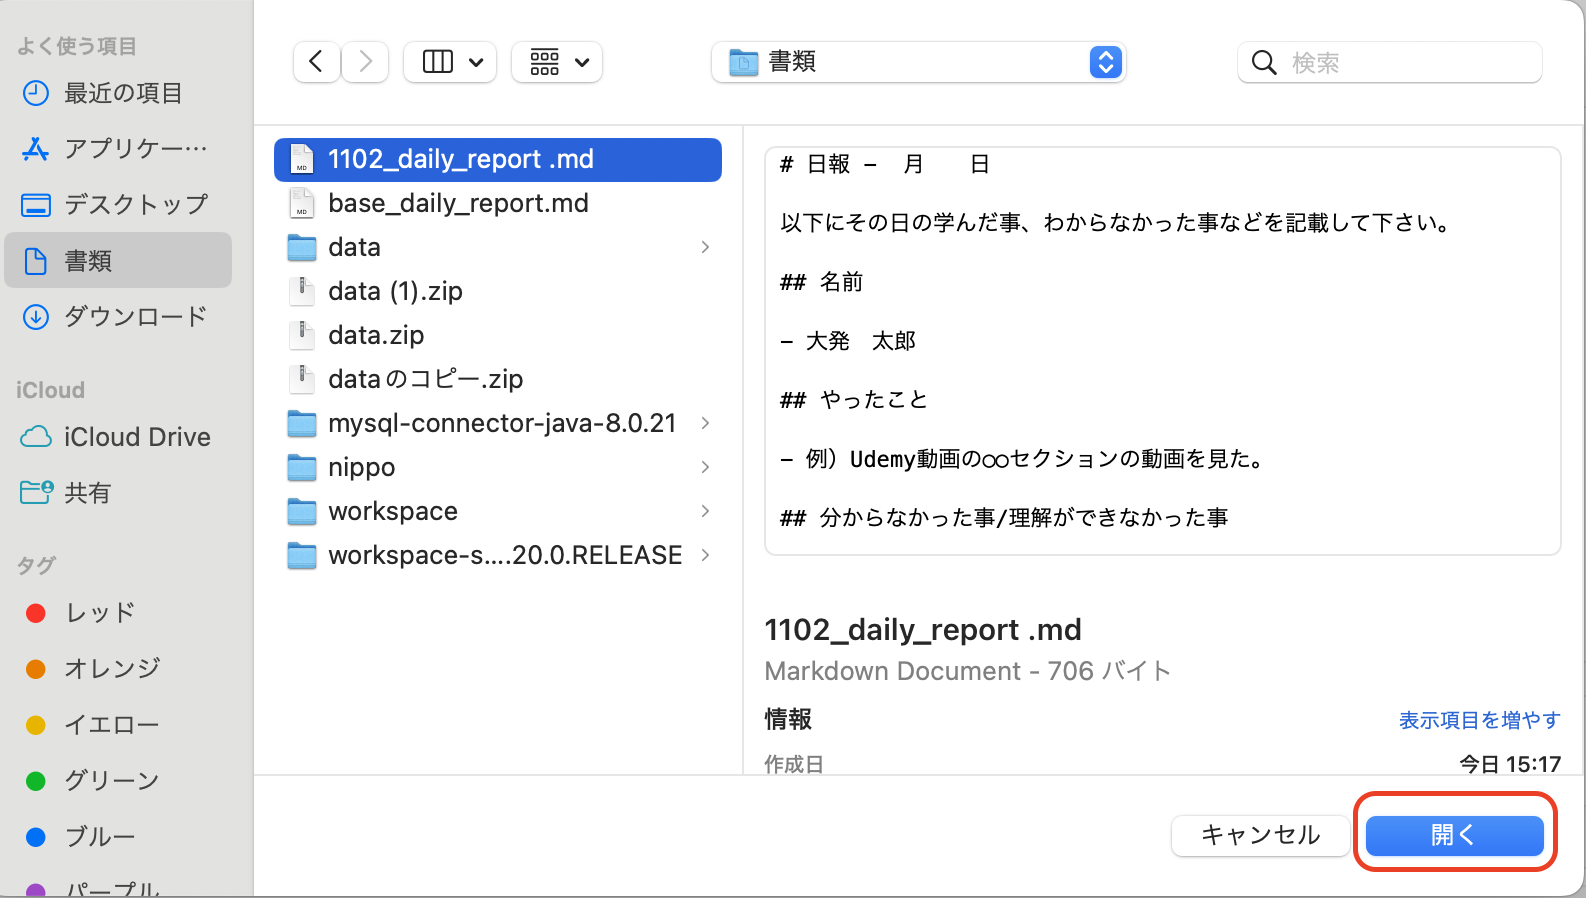 よく使う項目
最近の項目
アプリケー…
デスクトップ
書類
ダウンロード
iCloud
iCloud Drive
共有
タグ
レッド
オレンジ
イエロー
グリーン
ブルー
パープル
書類
検索
1102_daily_report .md
base_daily_report.md
data
data (1).zip
data.zip
dataのコピー.zip
mysql-connector-java-8.0.21
nippo
workspace
workspace-s....20.0.RELEASE
# 日報 − 月 日
以下にその日の学んだ事、わからなかった事などを記載して下さい。
## 名前
− 大発 太郎
## やったこと
− 例）Udemy動画の○○セクションの動画を見た。
## 分からなかった事/理解ができなかった事
1102_daily_report .md
Markdown Document - 706 バイト
情報
表示項目を増やす
作成日
今日 15:17
キャンセル
開く